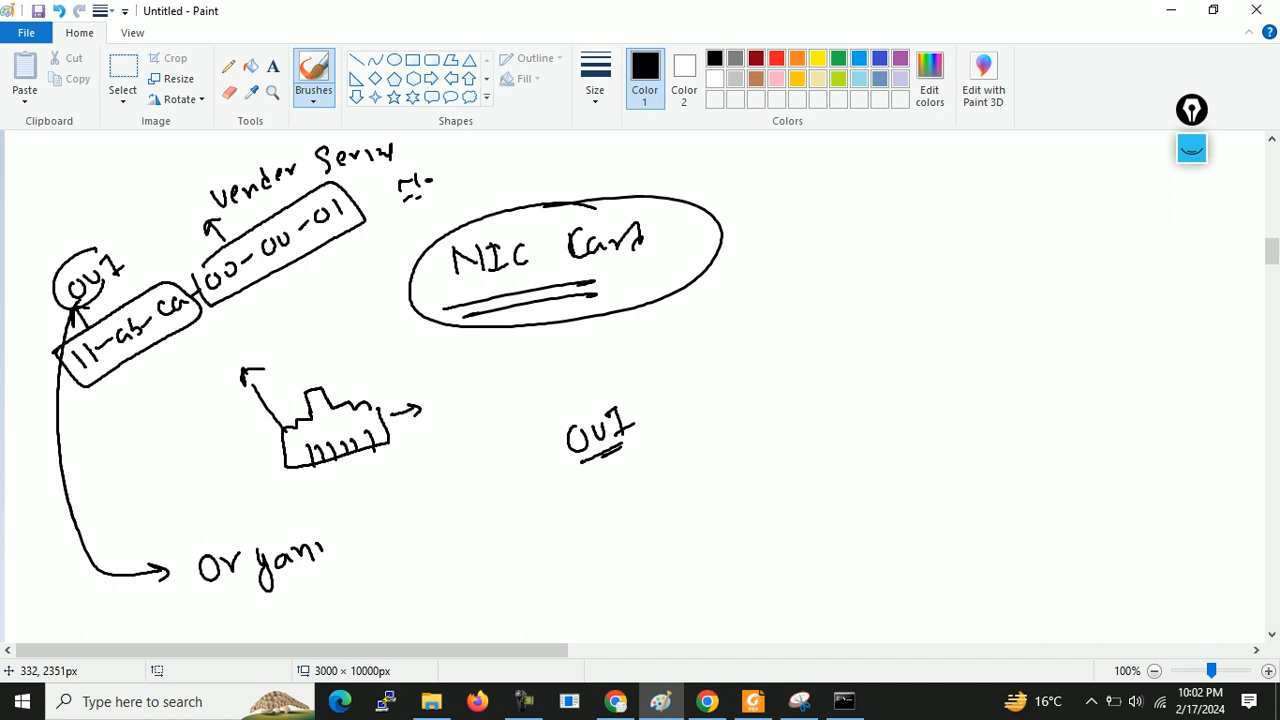 Untitled - Paint
File
Home
View
Paste
Cut
Copy
Clipboard
Select
Crop
Resize
Rotate
Image
Tools
Brushes
Shapes
Outline
Fill
Size
Color 1
Color 2
Edit colors
Edit with Paint 3D
Colors
Vender Serial
No
OUI
11-ab-ca-00-00-01
NIC Card
OUI
Organi
332, 2351px
3000 × 10000px
100%
Type here to search
16°C
10:02 PM
2/17/2024